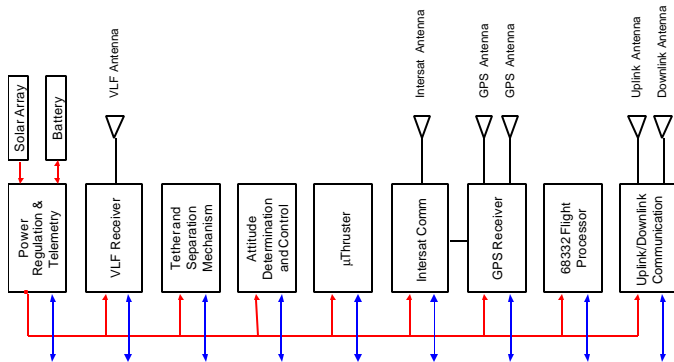 Solar Array
Battery
VLF Antenna
Intersat Antenna
GPS Antenna
GPS Antenna
Uplink Antenna
Downlink Antenna
Power
Regulation &
Telemetry
VLF Receiver
Tether and
Separation
Mechanism
Attitude
Determination
and Control
µThruster
Intersat Comm
GPS Receiver
68332 Flight
Processor
Uplink/Downlink
Communication